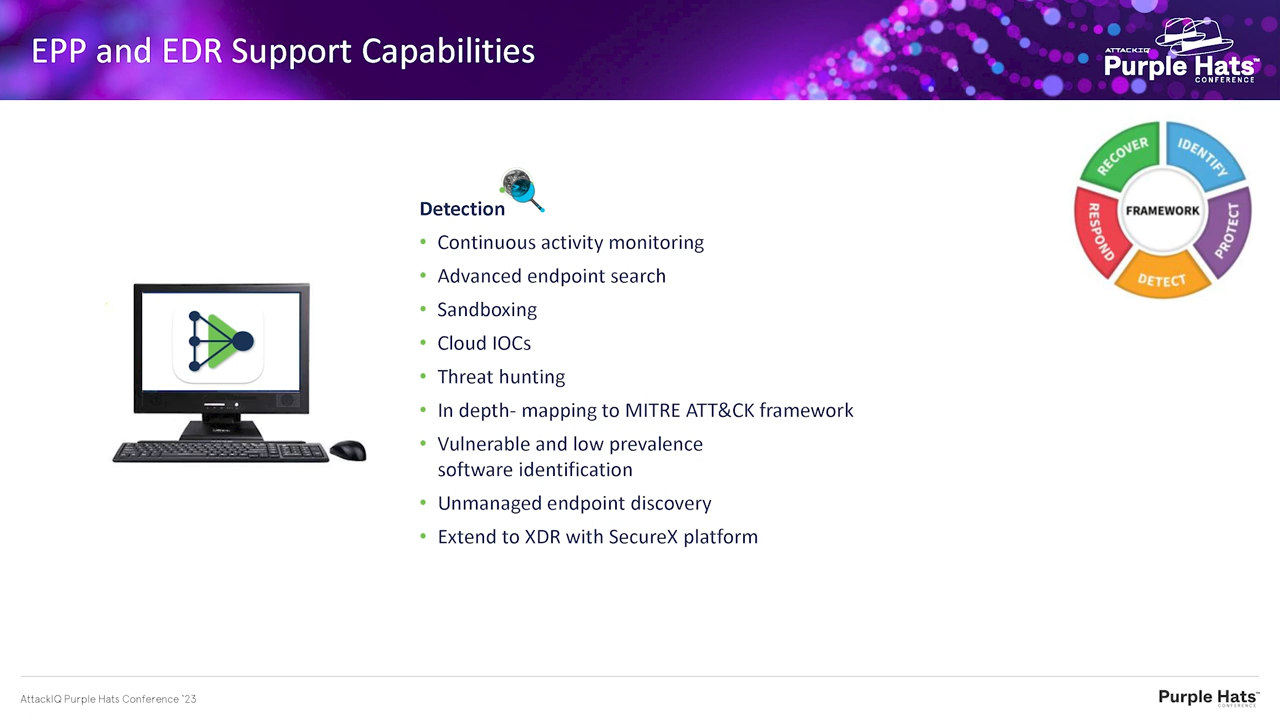 EPP and EDR Support Capabilities
ATTACKIQ
Purple Hats™
CONFERENCE
RECOVER
IDENTIFY
FRAMEWORK
RESPOND
PROTECT
DETECT
Detection
• Continuous activity monitoring
• Advanced endpoint search
• Sandboxing
• Cloud IOCs
• Threat hunting
• In depth- mapping to MITRE ATT&CK framework
• Vulnerable and low prevalence
software identification
• Unmanaged endpoint discovery
• Extend to XDR with SecureX platform
AttackIQ Purple Hats Conference '23
Purple Hats™
CONFERENCE